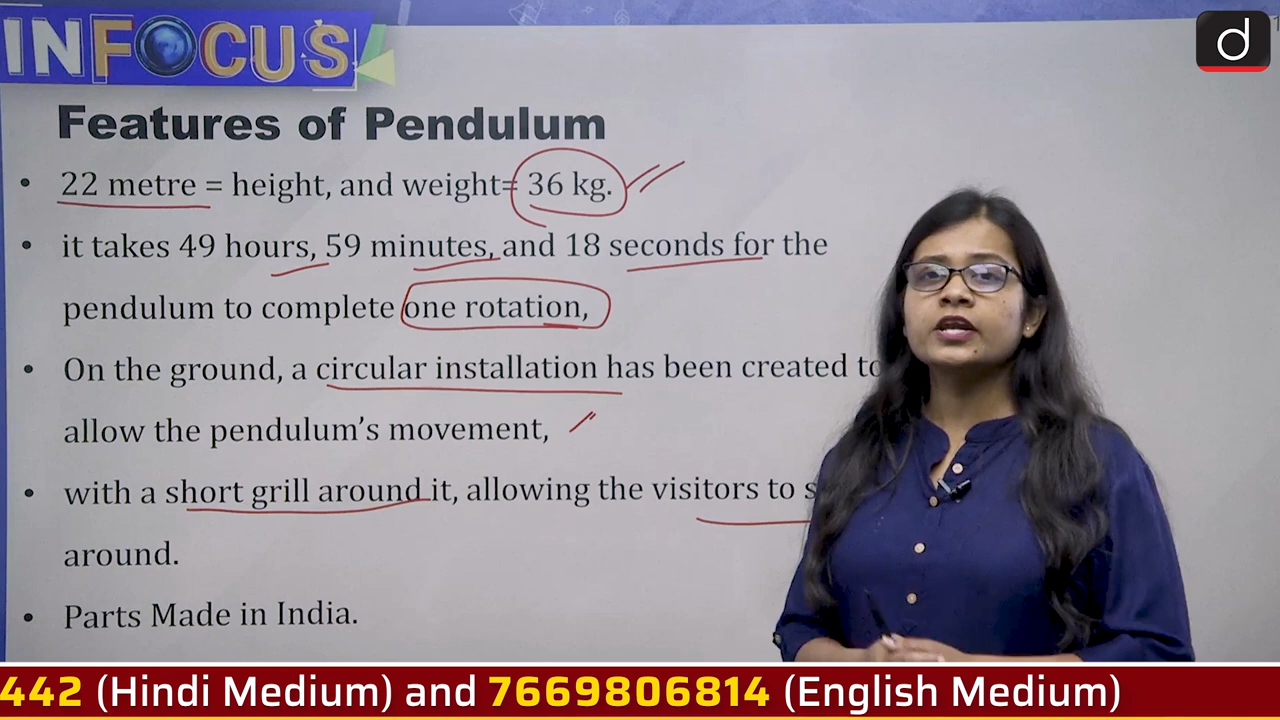 INFOCUS
d
1
Features of Pendulum
• 22 metre = height, and weight= 36 kg.
• it takes 49 hours, 59 minutes, and 18 seconds for the
pendulum to complete one rotation,
• On the ground, a circular installation has been created to
allow the pendulum's movement,
• with a short grill around it, allowing the visitors to s
around.
• Parts Made in India.
442 (Hindi Medium) and 7669806814 (English Medium)